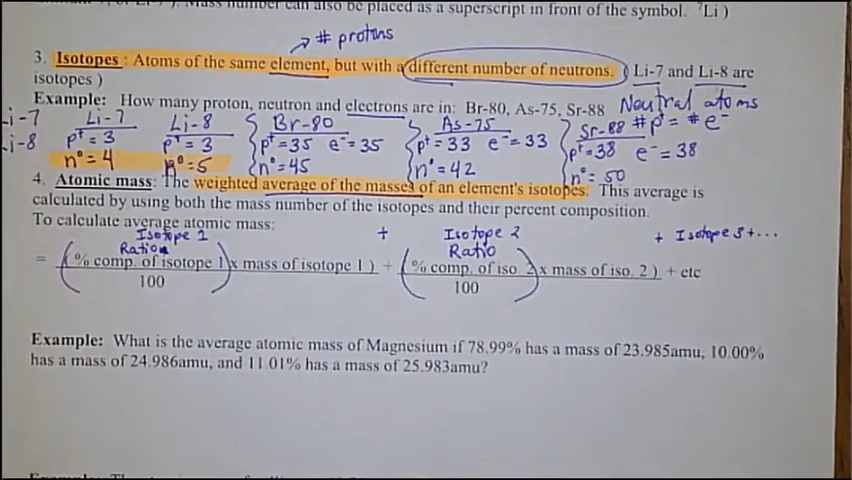 Mass number can also be placed as a superscript in front of the symbol. ⁷Li )
→ # protons
3. Isotopes : Atoms of the same element, but with a different number of neutrons. ( Li-7 and Li-8 are
isotopes )
Example: How many proton, neutron and electrons are in: Br-80, As-75, Sr-88 Neutral atoms
Li-7 Li-7 Li-8 Br-80 As-75 Sr-88 # p⁺ = # e⁻
Li-8 p⁺ = 3 p⁺ = 3 p⁺ = 35 e⁻ = 35 p⁺ = 33 e⁻ = 33 p⁺ = 38 e⁻ = 38
n° = 4 n° = 5 n° = 45 n° = 42 n° = 50
4. Atomic mass: The weighted average of the masses of an element's isotopes. This average is
calculated by using both the mass number of the isotopes and their percent composition.
To calculate average atomic mass:
Isotope 1 + Isotope 2 + Isotope 3 + ...
Ratio Ratio
= (% comp. of isotope 1 x mass of isotope 1 ) + (% comp. of iso. 2 x mass of iso. 2 ) + etc
100 100
Example: What is the average atomic mass of Magnesium if 78.99% has a mass of 23.985amu, 10.00%
has a mass of 24.986amu, and 11.01% has a mass of 25.983amu?